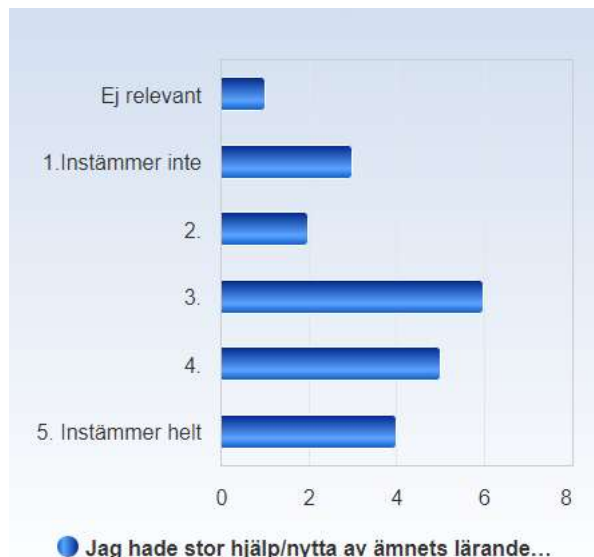 Ej relevant
1.Instämmer inte
2.
3.
4.
5. Instämmer helt
0 2 4 6 8
Jag hade stor hjälp/nytta av ämnets lärande...